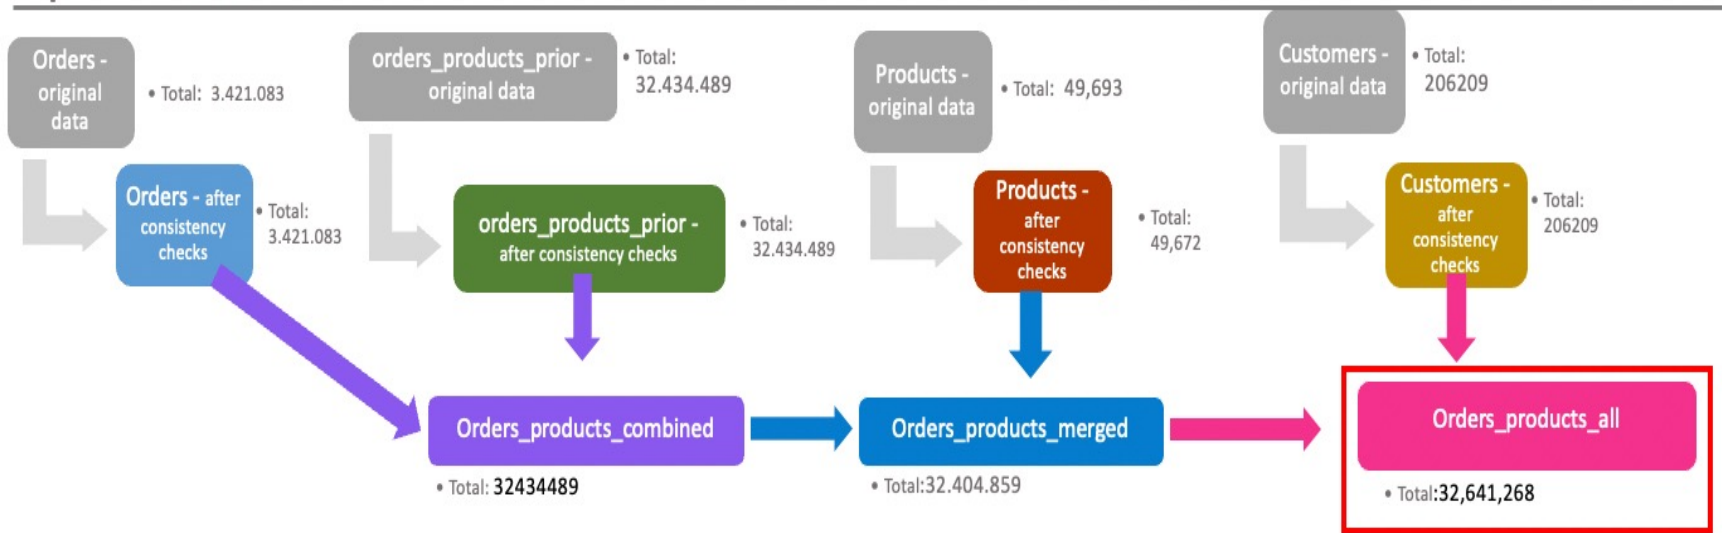 Orders -
original
data
• Total: 3.421.083
orders_products_prior -
original data
• Total:
32.434.489
Products -
original data
• Total: 49,693
Customers -
original data
• Total:
206209
Orders - after
consistency
checks
• Total:
3.421.083
orders_products_prior -
after consistency checks
• Total:
32.434.489
Products -
after
consistency
checks
• Total:
49,672
Customers -
after
consistency
checks
• Total:
206209
Orders_products_combined
• Total: 32434489
Orders_products_merged
• Total:32.404.859
Orders_products_all
• Total:32,641,268